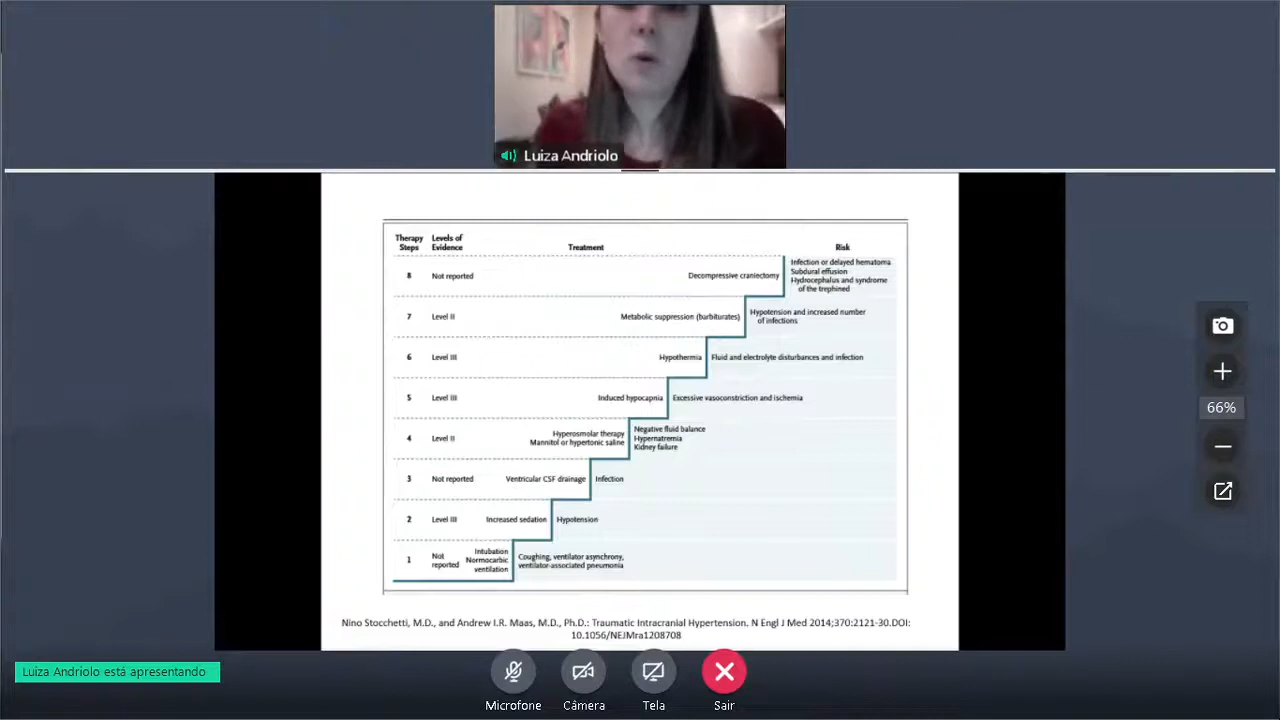 Luiza Andriolo
Therapy Steps
Levels of Evidence
Treatment
Risk
8
Not reported
Decompressive craniectomy
Infection or delayed hematoma
Subdural effusion
Hydrocephalus and syndrome
of the trephined
7
Level II
Metabolic suppression (barbiturates)
Hypotension and increased number
of infections
6
Level III
Hypothermia
Fluid and electrolyte disturbances and infection
5
Level III
Induced hypocapnia
Excessive vasoconstriction and ischemia
4
Level II
Hyperosmolar therapy
Mannitol or hypertonic saline
Negative fluid balance
Hypernatremia
Kidney failure
3
Not reported
Ventricular CSF drainage
Infection
2
Level III
Increased sedation
Hypotension
1
Not
reported
Intubation
Normocarbic
ventilation
Coughing, ventilator asynchrony,
ventilator-associated pneumonia
Nino Stocchetti, M.D., and Andrew I.R. Maas, M.D., Ph.D.: Traumatic Intracranial Hypertension. N Engl J Med 2014;370:2121-30.DOI:
10.1056/NEJMra1208708
66%
Luiza Andriolo está apresentando
Microfone
Câmera
Tela
Sair